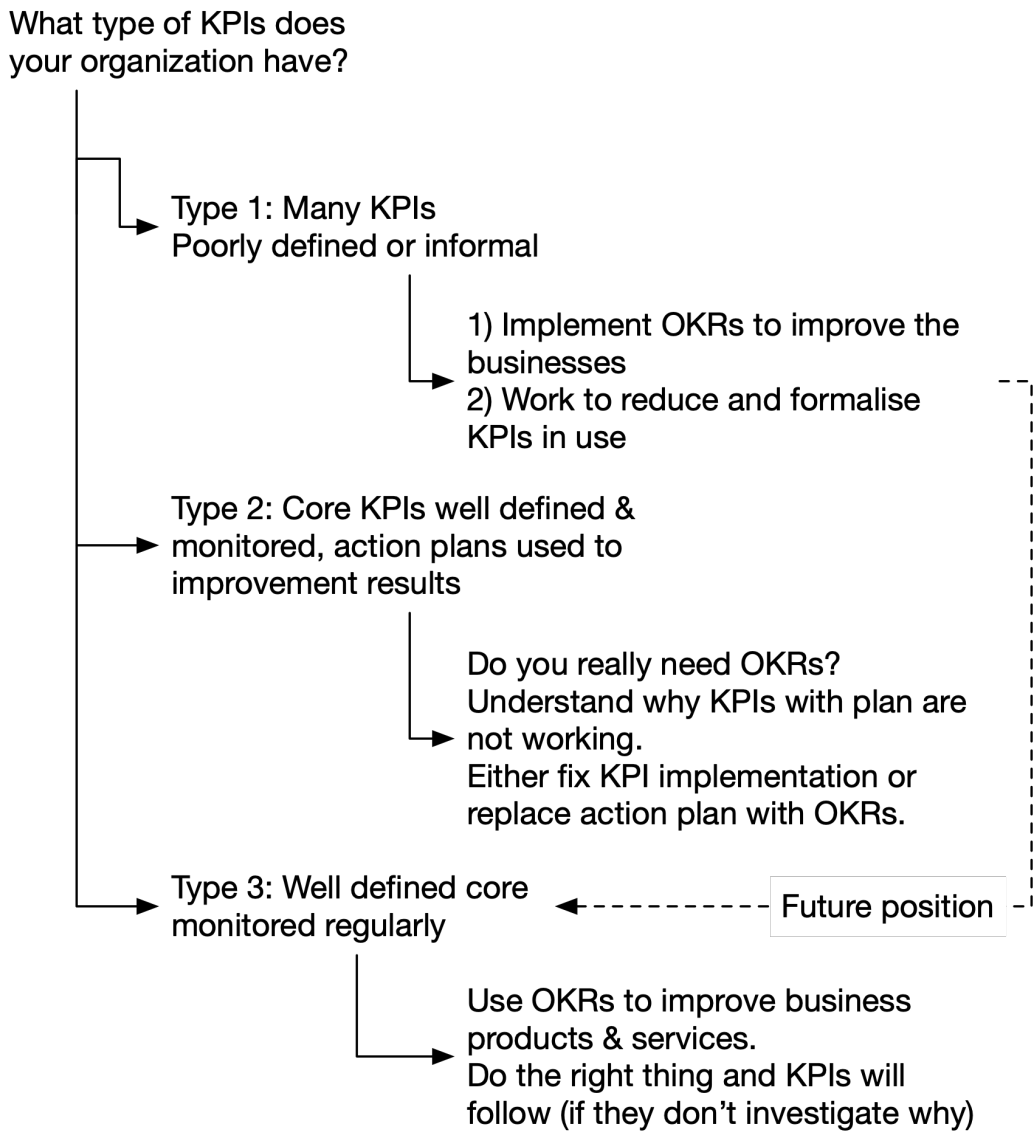 What type of KPIs does
your organization have?
Type 1: Many KPIs
Poorly defined or informal
1) Implement OKRs to improve the
businesses
2) Work to reduce and formalise
KPIs in use
Type 2: Core KPIs well defined &
monitored, action plans used to
improvement results
Do you really need OKRs?
Understand why KPIs with plan are
not working.
Either fix KPI implementation or
replace action plan with OKRs.
Type 3: Well defined core
monitored regularly
Future position
Use OKRs to improve business
products & services.
Do the right thing and KPIs will
follow (if they don’t investigate why)